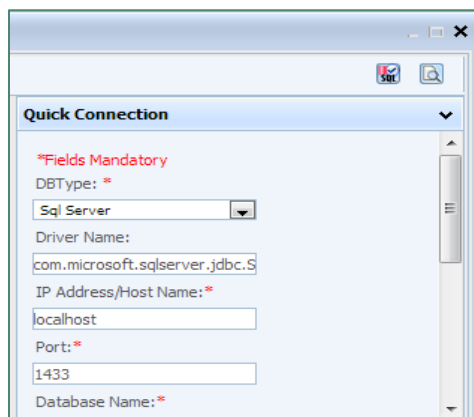 SQL
Quick Connection
*Fields Mandatory
DBType: *
Sql Server
Driver Name:
com.microsoft.sqlserver.jdbc.S
IP Address/Host Name:*
localhost
Port:*
1433
Database Name:*